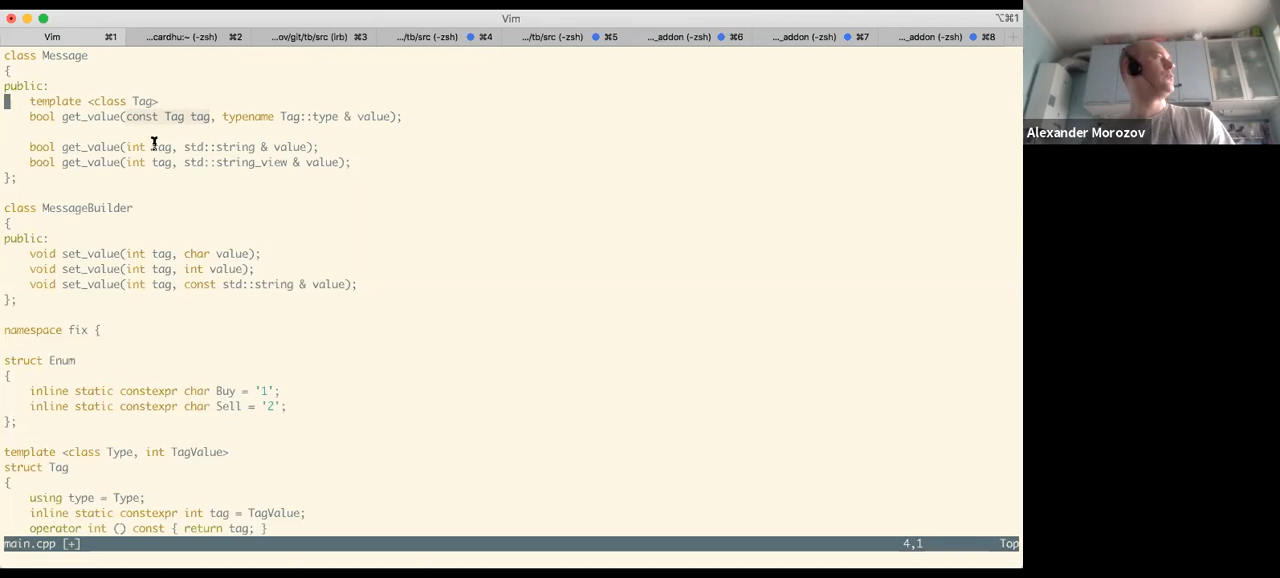 Vim
⌥⌘1
Vim ⌘1
...cardhu:~ (-zsh) ⌘2
...ov/git/tb/src (irb) ⌘3
.../tb/src (-zsh) ⌘4
.../tb/src (-zsh) ⌘5
..._addon (-zsh) ⌘6
..._addon (-zsh) ⌘7
..._addon (-zsh) ⌘8
class Message
{
public:
template <class Tag>
bool get_value(const Tag tag, typename Tag::type & value);
bool get_value(int tag, std::string & value);
bool get_value(int tag, std::string_view & value);
};
class MessageBuilder
{
public:
void set_value(int tag, char value);
void set_value(int tag, int value);
void set_value(int tag, const std::string & value);
};
namespace fix {
struct Enum
{
inline static constexpr char Buy = '1';
inline static constexpr char Sell = '2';
};
template <class Type, int TagValue>
struct Tag
{
using type = Type;
inline static constexpr int tag = TagValue;
operator int () const { return tag; }
main.cpp [+] 4,1 Top
Alexander Morozov